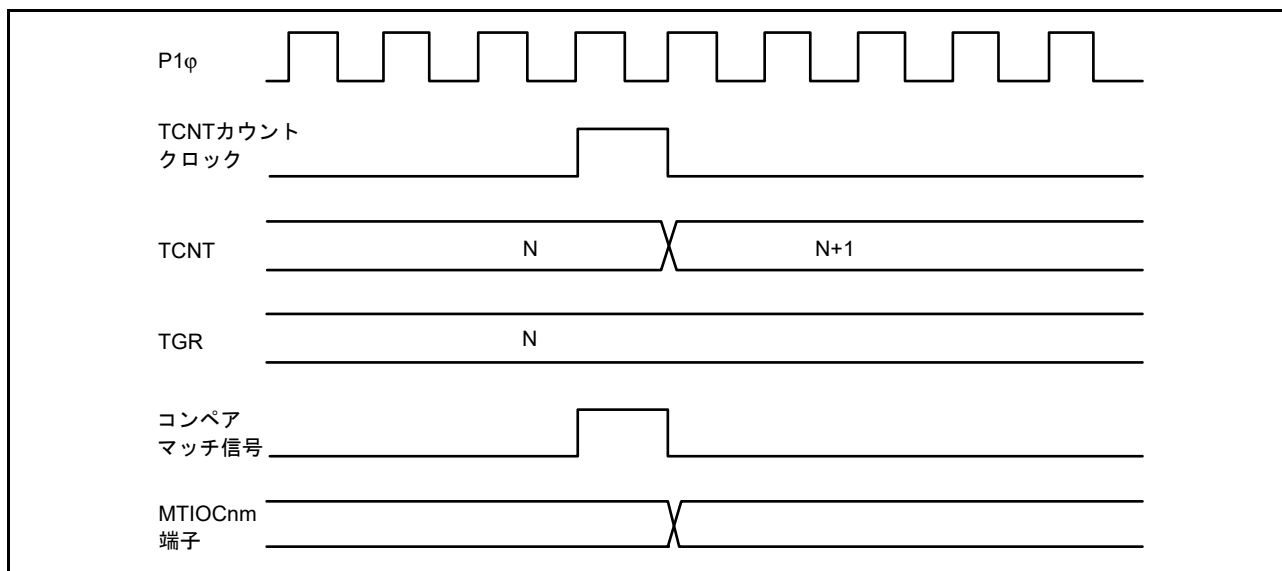 P1φ
TCNTカウント
クロック
TCNT
N
N+1
TGR
N
コンペア
マッチ信号
MTIOCnm
端子